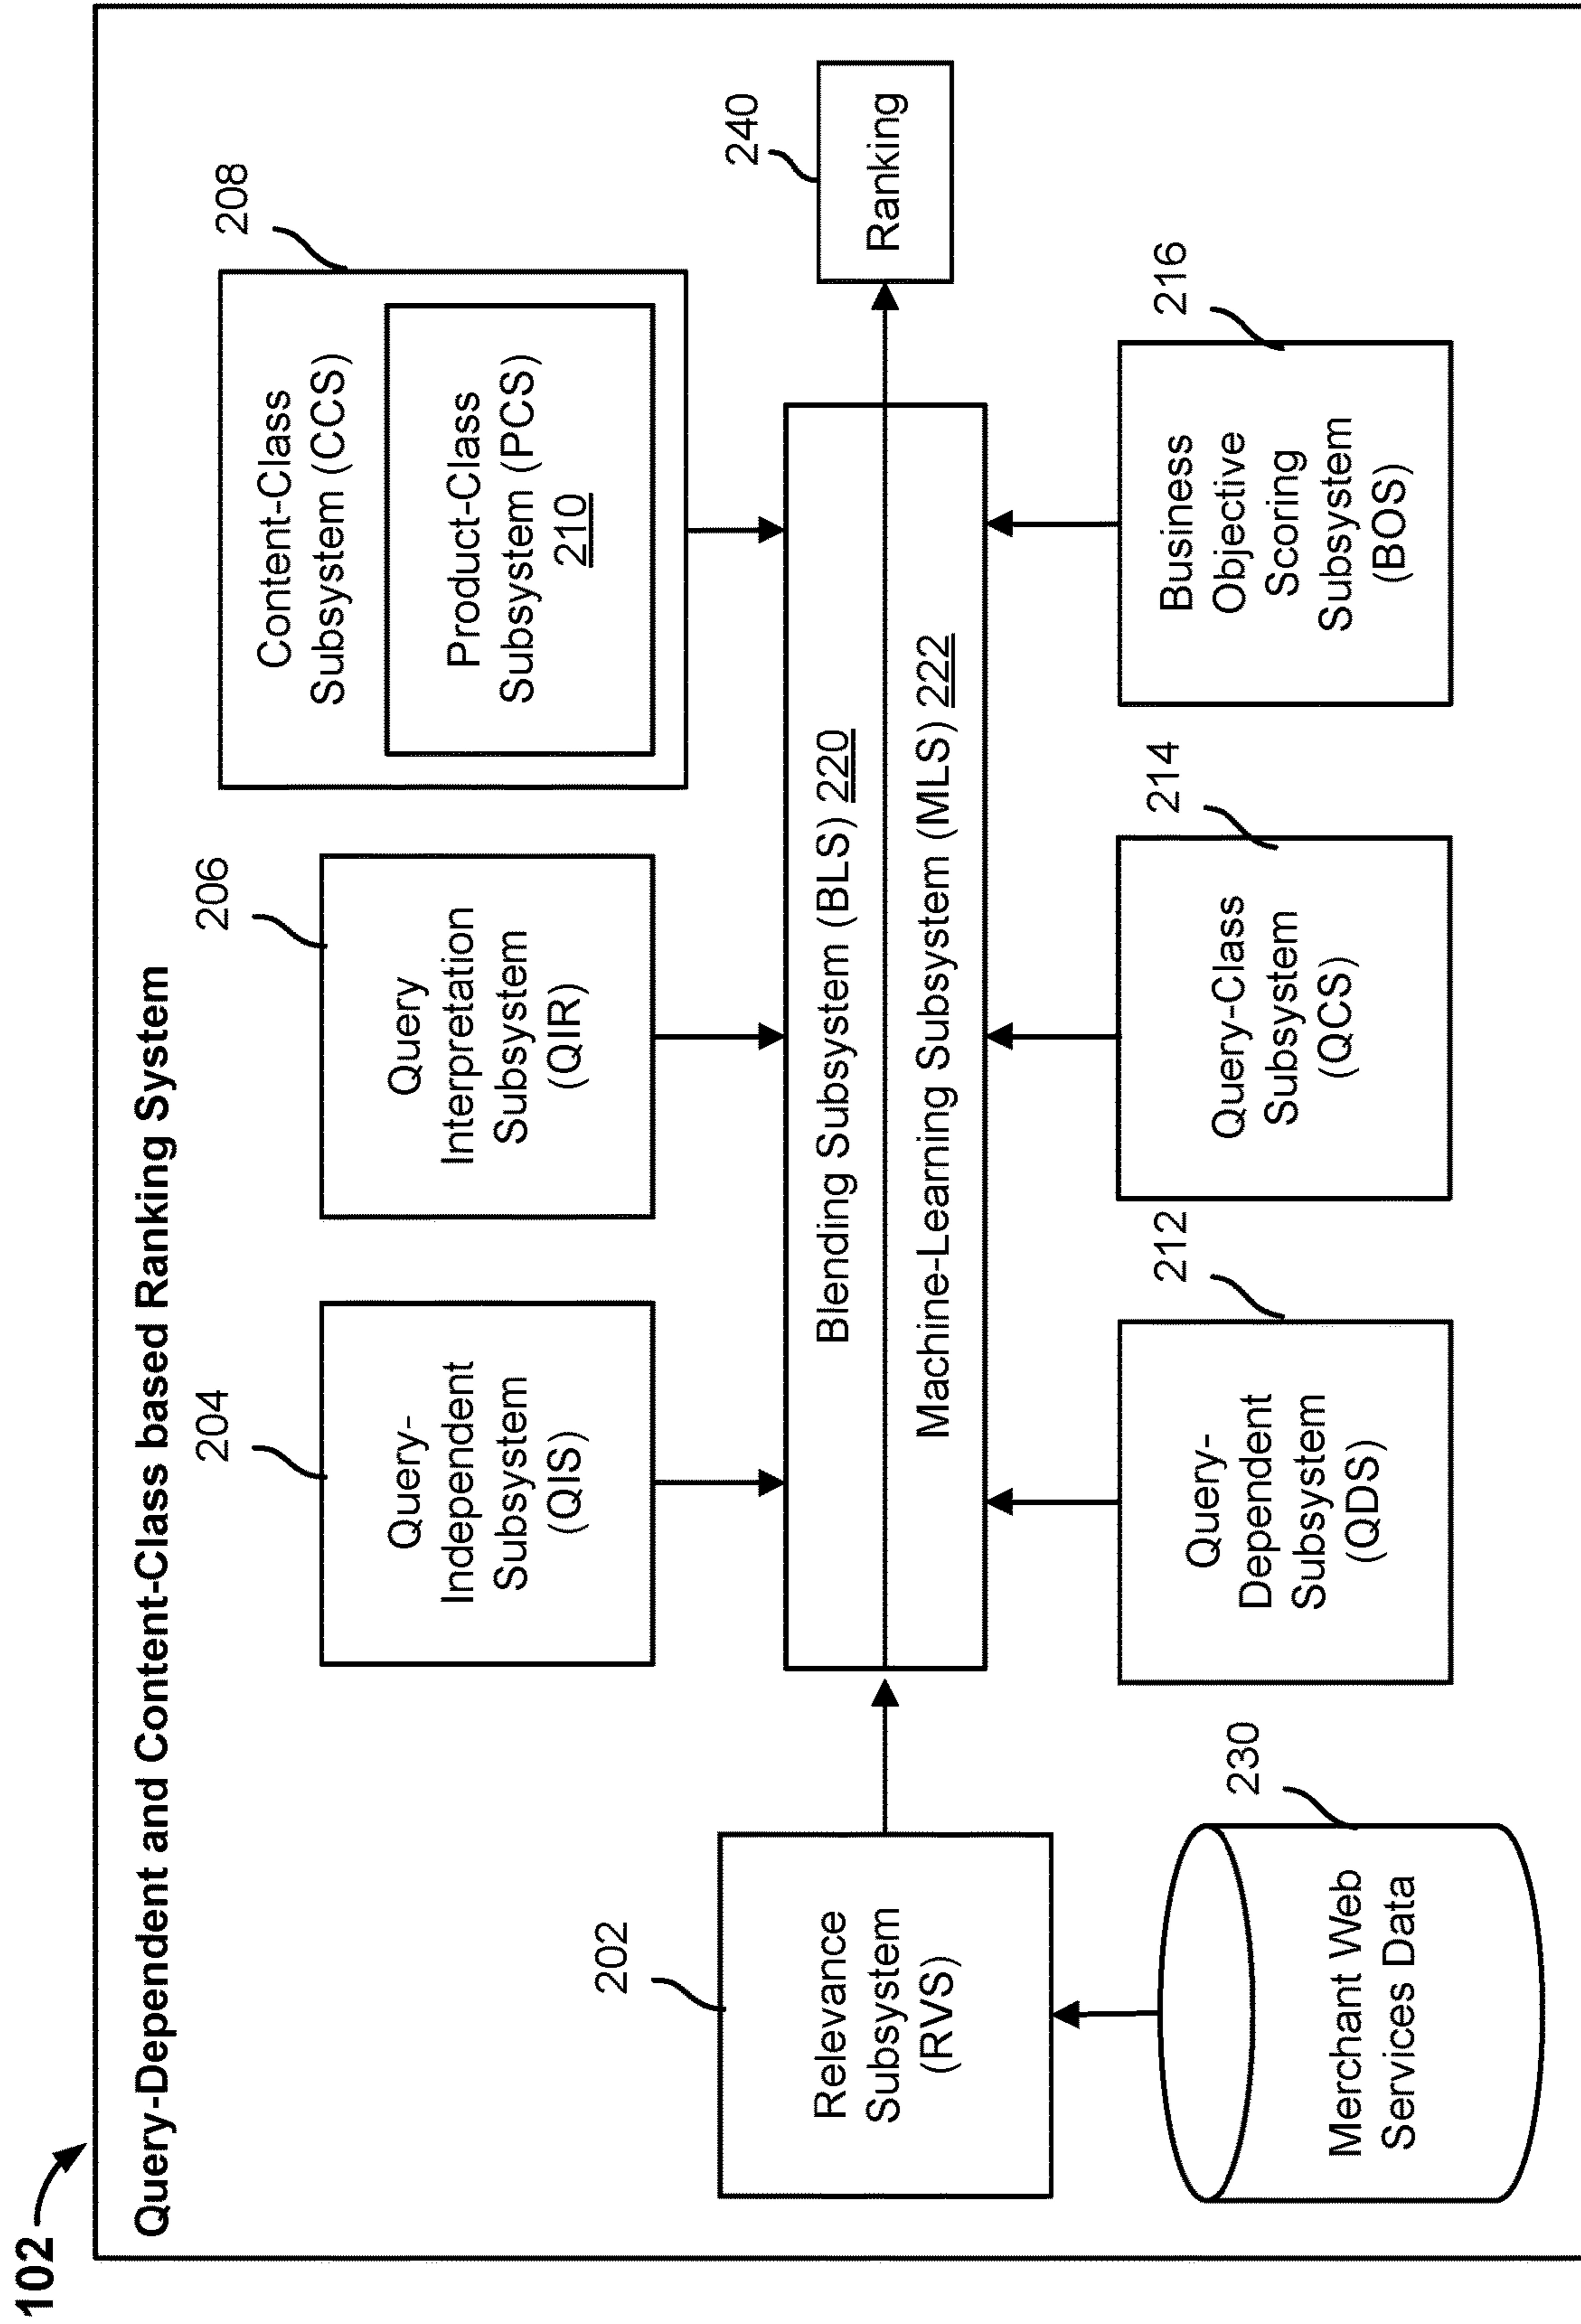 102
Query-Dependent and Content-Class based Ranking System
204
Query-
Independent
Subsystem
(QIS)
206
Query
Interpretation
Subsystem
(QIR)
208
Content-Class
Subsystem (CCS)
Product-Class
Subsystem (PCS)
210
202
Relevance
Subsystem
(RVS)
Blending Subsystem (BLS) 220
Machine-Learning Subsystem (MLS) 222
240
Ranking
230
Merchant Web
Services Data
212
Query-
Dependent
Subsystem
(QDS)
214
Query-Class
Subsystem
(QCS)
216
Business
Objective
Scoring
Subsystem
(BOS)